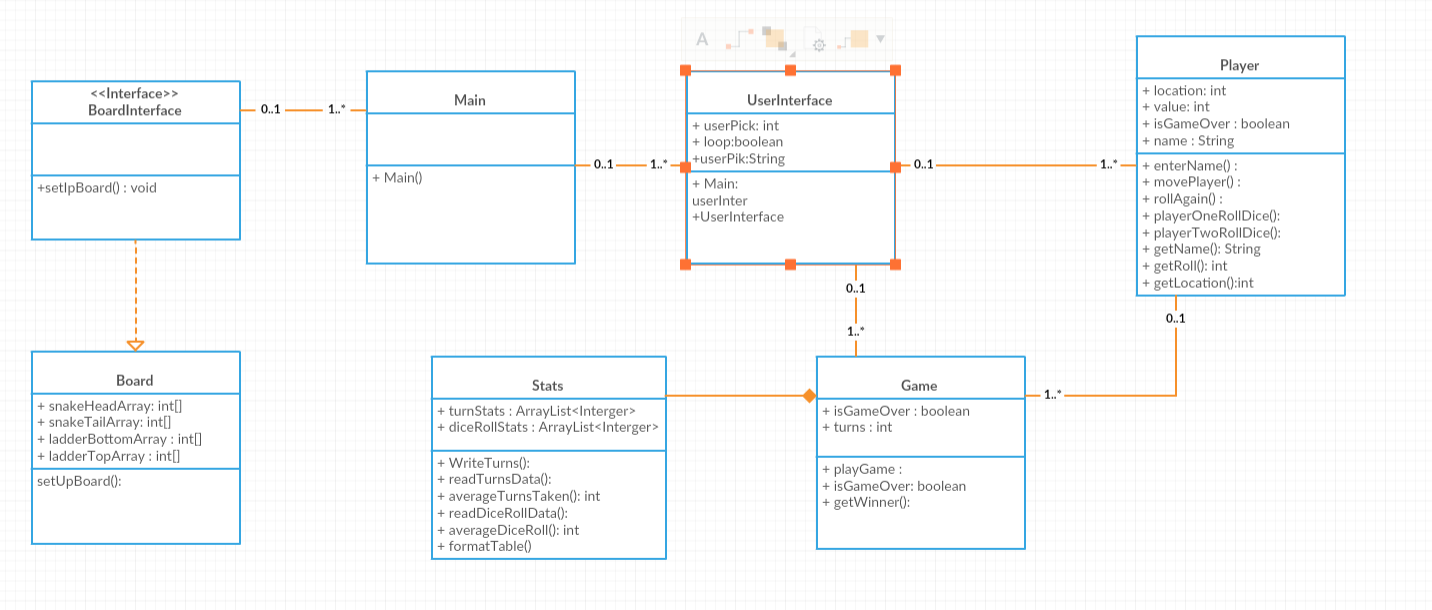 <<Interface>>
BoardInterface
+setIpBoard() : void
0..1
1..*
Main
+ Main()
0..1
1..*
A
UserInterface
+ userPick: int
+ loop:boolean
+userPik:String
+ Main:
userInter
+UserInterface
0..1
1..*
Player
+ location: int
+ value: int
+ isGameOver : boolean
+ name : String
+ enterName() :
+ movePlayer() :
+ rollAgain() :
+ playerOneRollDice():
+ playerTwoRollDice():
+ getName(): String
+ getRoll(): int
+ getLocation():int
0..1
1..*
0..1
1..*
Board
+ snakeHeadArray: int[]
+ snakeTailArray: int[]
+ ladderBottomArray : int[]
+ ladderTopArray : int[]
setUpBoard():
Stats
+ turnStats : ArrayList<Interger>
+ diceRollStats : ArrayList<Interger>
+ WriteTurns():
+ readTurnsData():
+ averageTurnsTaken(): int
+ readDiceRollData():
+ averageDiceRoll(): int
+ formatTable()
Game
+ isGameOver : boolean
+ turns : int
+ playGame :
+ isGameOver: boolean
+ getWinner():